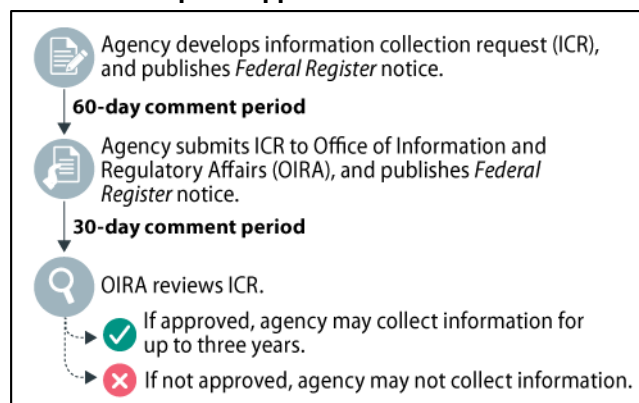 Agency develops information collection request (ICR),
and publishes Federal Register notice.
60-day comment period
Agency submits ICR to Office of Information and
Regulatory Affairs (OIRA), and publishes Federal
Register notice.
30-day comment period
OIRA reviews ICR.
If approved, agency may collect information for
up to three years.
If not approved, agency may not collect information.